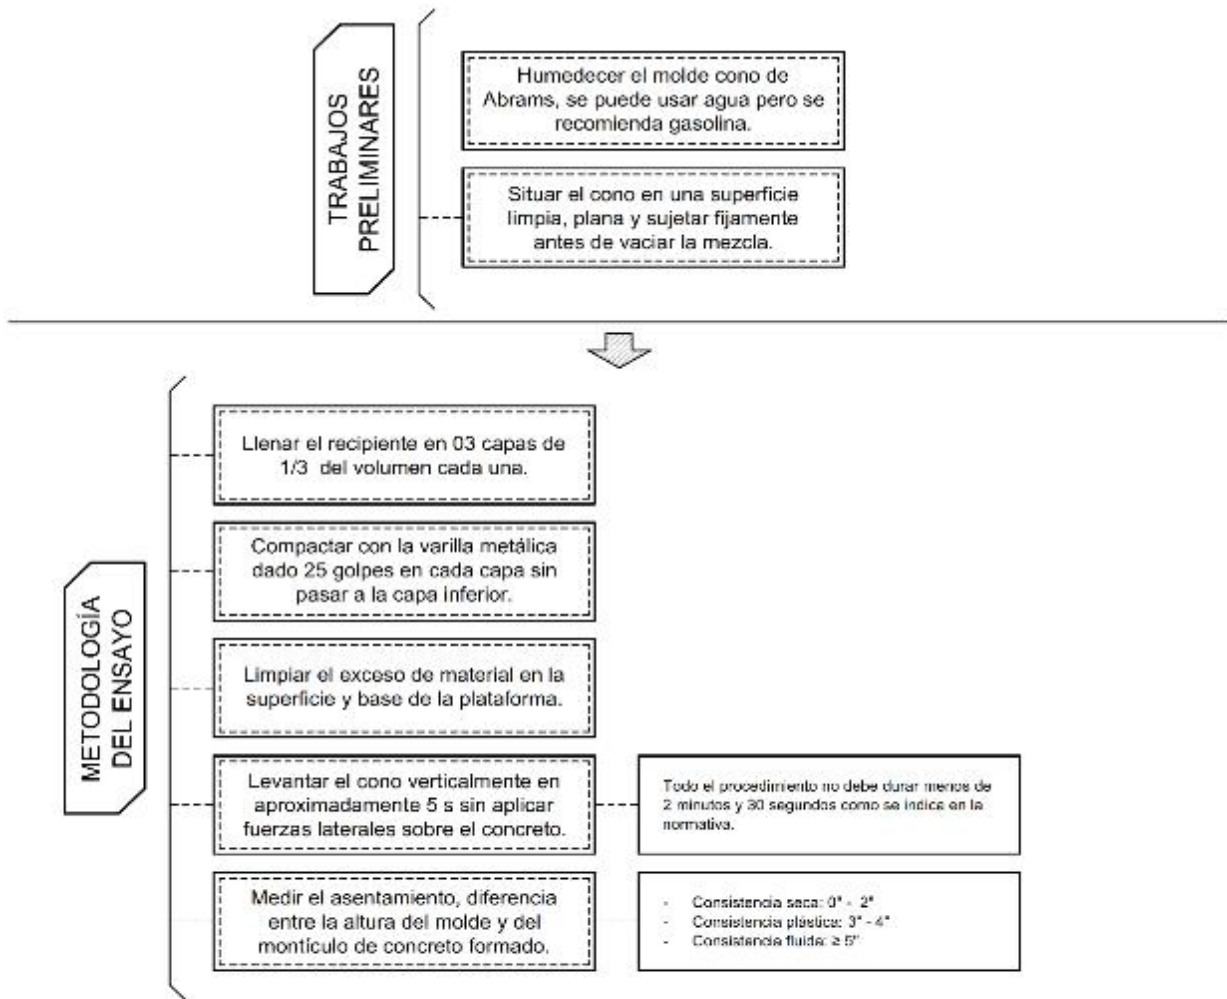 TRABAJOS
PRELIMINARES
Humedecer el molde cono de
Abrams, se puede usar agua pero se
recomienda gasolina.
Situar el cono en una superficie
limpia, plana y sujetar fijamente
antes de vaciar la mezcla.
METODOLOGÍA
DEL ENSAYO
Llenar el recipiente en 03 capas de
1/3 del volumen cada una.
Compactar con la varilla metálica
dado 25 golpes en cada capa sin
pasar a la capa inferior.
Limpiar el exceso de material en la
superficie y base de la plataforma.
Levantar el cono verticalmente en
aproximadamente 5 s sin aplicar
fuerzas laterales sobre el concreto.
Todo el procedimiento no debe durar menos de
2 minutos y 30 segundos como se indica en la
normativa.
Medir el asentamiento, diferencia
entre la altura del molde y del
montículo de concreto formado.
- Consistencia seca: 0" - 2"
- Consistencia plástica: 3" - 4"
- Consistencia fluida: ≥ 5"